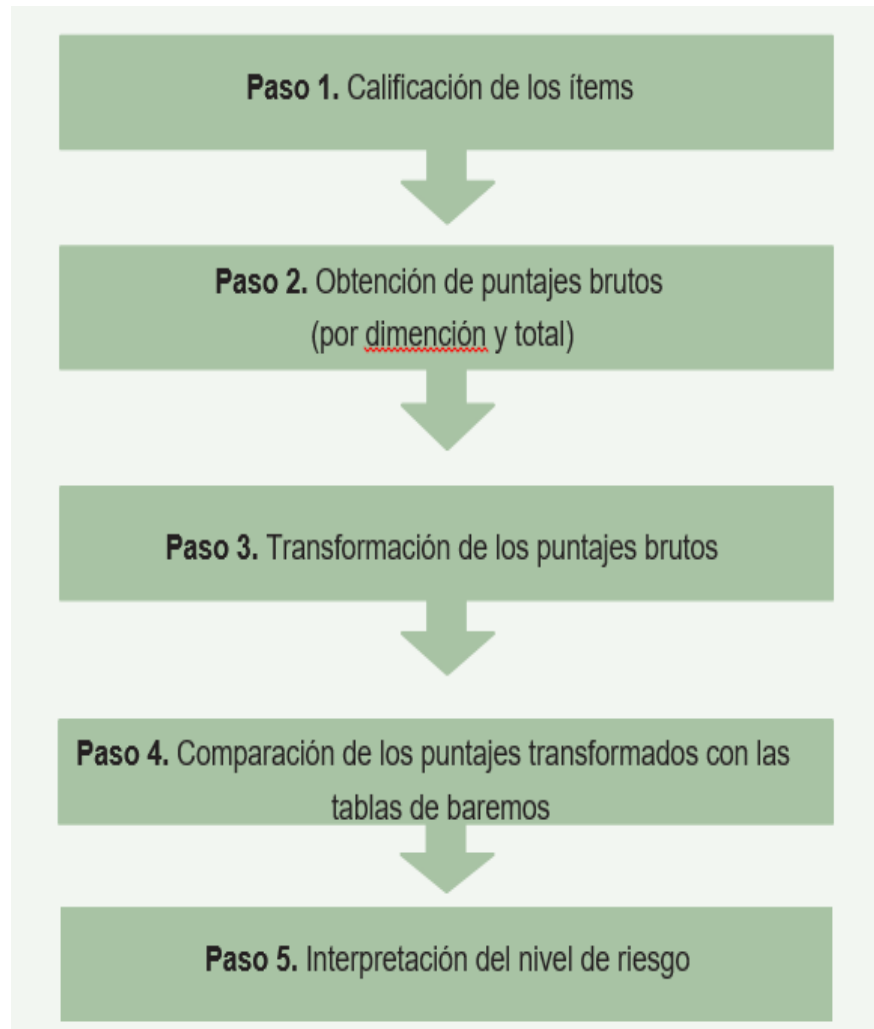 Paso 1. Calificación de los ítems
Paso 2. Obtención de puntajes brutos
(por dimención y total)
Paso 3. Transformación de los puntajes brutos
Paso 4. Comparación de los puntajes transformados con las
tablas de baremos
Paso 5. Interpretación del nivel de riesgo